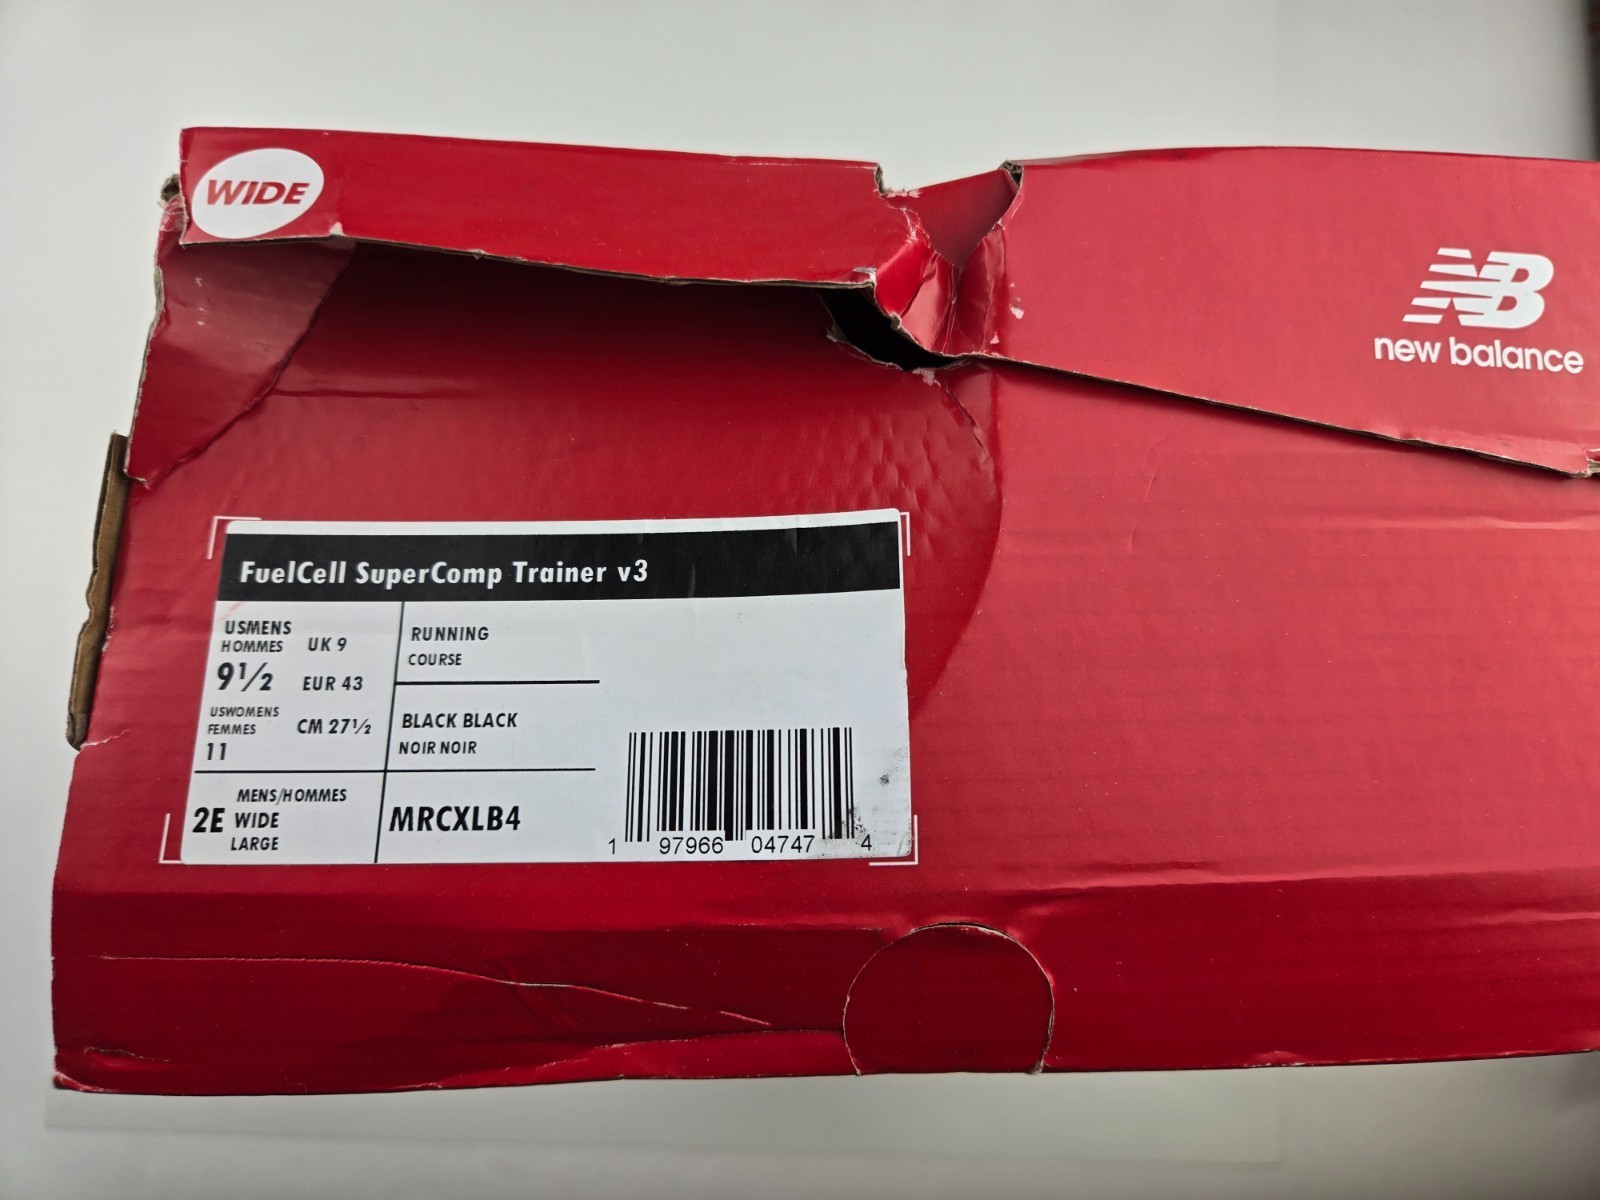 WIDE
NB
new balance
FuelCell SuperComp Trainer v3
USMENS
HOMMES
9½
UK 9
EUR 43
USWOMENS
FEMMES
11
CM 27½
RUNNING
COURSE
BLACK BLACK
NOIR NOIR
2E
MENS/HOMMES
WIDE
LARGE
MRCXLB4
1 97966 04747 4